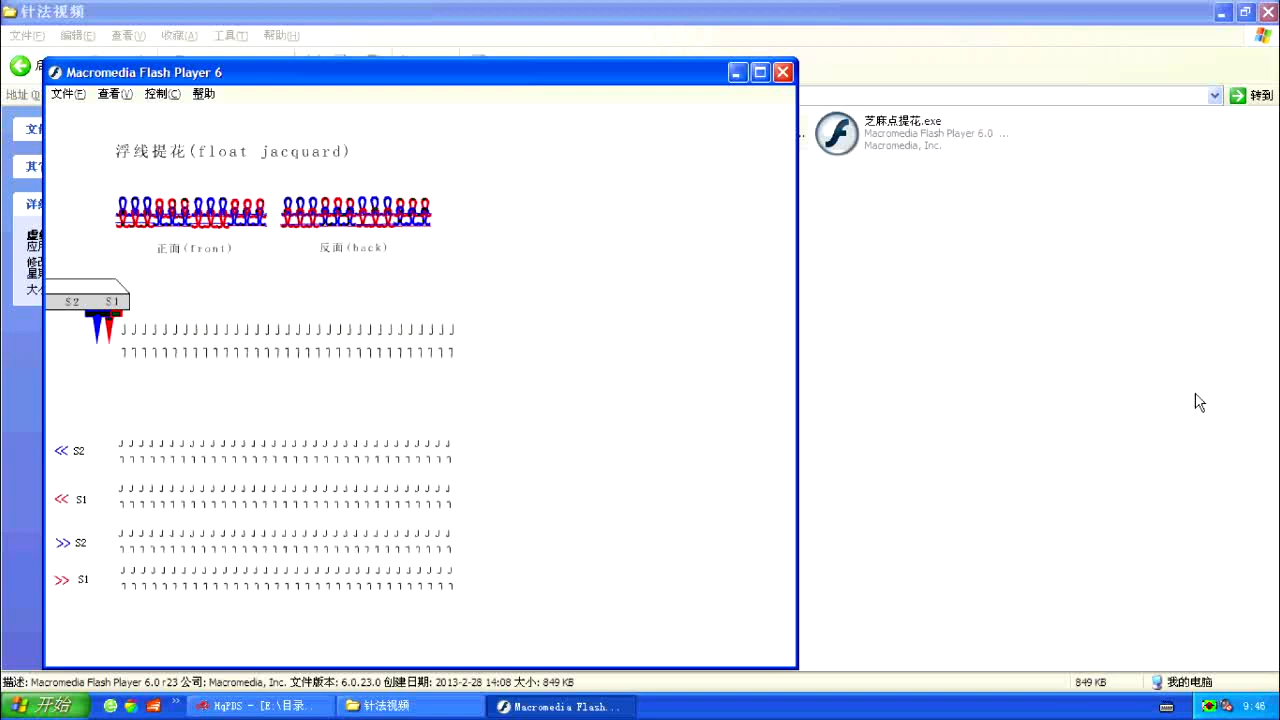 针法视频
文件(F) 编辑(E) 查看(V) 收藏(A) 工具(T) 帮助(H)
地址(D)
转到
Macromedia Flash Player 6
文件(F) 查看(V) 控制(C) 帮助
芝麻点提花.exe
Macromedia Flash Player 6.0 ...
Macromedia, Inc.
浮线提花(float jacquard)
正面(front) 反面(back)
S2 S1
<< S2
<< S1
>> S2
>> S1
描述: Macromedia Flash Player 6.0 r23 公司: Macromedia, Inc. 文件版本: 6.0.23.0 创建日期: 2013-2-28 14:08 大小: 849 KB
849 KB
我的电脑
开始
HqPDS - [E:\目录...
针法视频
Macromedia Flash...
9:46